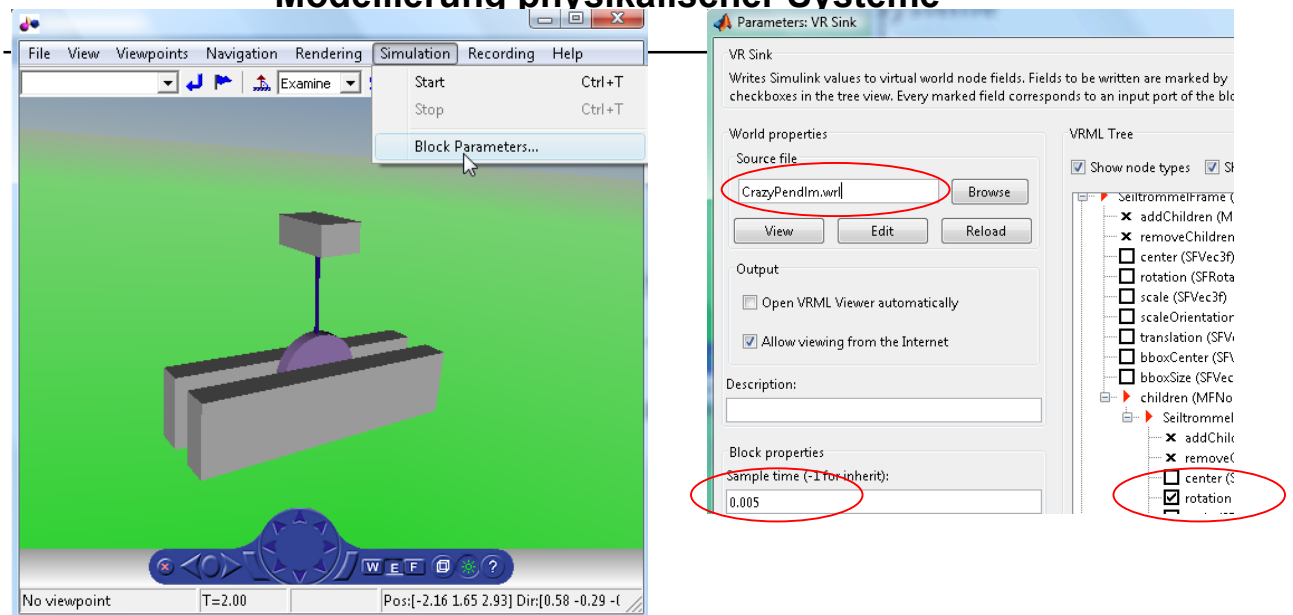 Modellierung physikalischer Systeme
File View Viewpoints Navigation Rendering Simulation Recording Help
Examine
Start Ctrl+T
Stop Ctrl+T
Block Parameters...
W E F ?
No viewpoint T=2.00 Pos:[-2.16 1.65 2.93] Dir:[0.58 -0.29 -(
Parameters: VR Sink
VR Sink
Writes Simulink values to virtual world node fields. Fields to be written are marked by
checkboxes in the tree view. Every marked field corresponds to an input port of the blo
World properties
Source file
CrazyPendlm.wrl
Browse
View Edit Reload
Output
Open VRML Viewer automatically
Allow viewing from the Internet
Description:
Block properties
Sample time (-1 for inherit):
0.005
VRML Tree
Show node types
SeiltrommelFrame (
addChildren (M
removeChildren
center (SFVec3f)
rotation (SFRota
scale (SFVec3f)
scaleOrientation
translation (SFV
bboxCenter (SF
bboxSize (SFVec
children (MFNo
Seiltrommel
addChil
remove
center (S
rotation